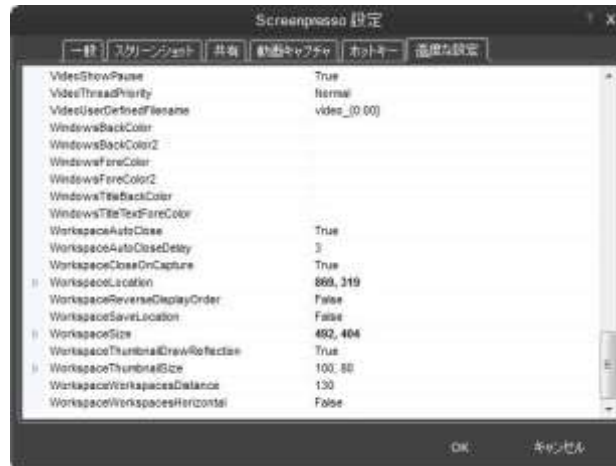 Screenpresso 設定
一般 スクリーンショット 共有 動画キャプチャ ホットキー 高度な設定
VideoShowPause True
VideoThreadPriority Normal
VideoUserDefinedFilename video_{0:00}
WindowsBackColor
WindowsBackColor2
WindowsForeColor
WindowsForeColor2
WindowsTitleBackColor
WindowsTitleTextForeColor
WorkspaceAutoClose True
WorkspaceAutoCloseDelay 3
WorkspaceCloseOnCapture True
WorkspaceLocation 869, 319
WorkspaceReverseDisplayOrder False
WorkspaceSaveLocation False
WorkspaceSize 492, 404
WorkspaceThumbnailDrawReflection True
WorkspaceThumbnailSize 100, 80
WorkspaceWorkspacesDistance 130
WorkspaceWorkspacesHorizontal False
OK キャンセル